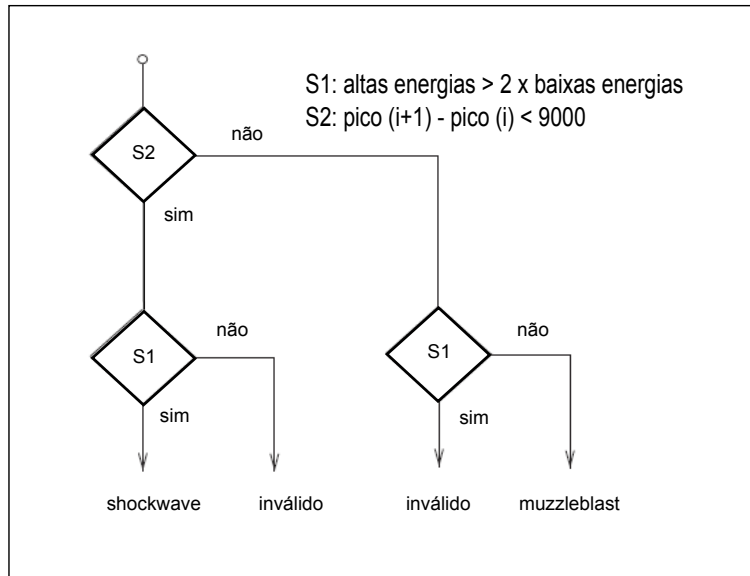 S1: altas energias > 2 x baixas energias
S2: pico (i+1) - pico (i) < 9000
não
S2
sim
não
não
S1
S1
sim
sim
shockwave
inválido
inválido
muzzleblast